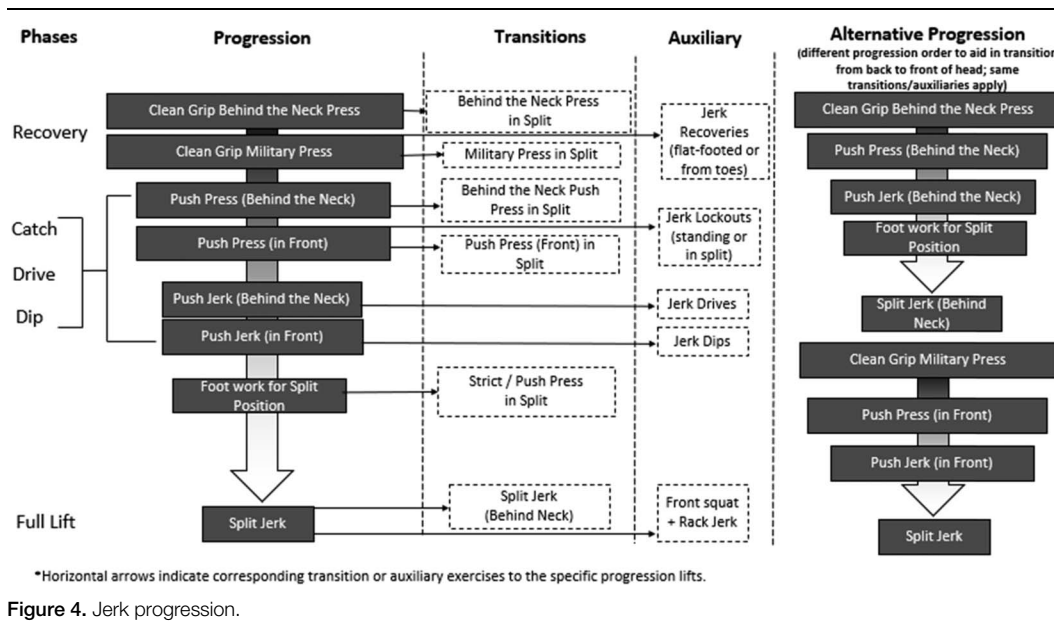 Phases
Progression
Transitions
Auxiliary
Alternative Progression
(different progression order to aid in transition
from back to front of head; same
transitions/auxiliaries apply)
Recovery
Clean Grip Behind the Neck Press
Behind the Neck Press
in Split
Clean Grip Military Press
Military Press in Split
Jerk
Recoveries
(flat-footed or
from toes)
Catch
Drive
Dip
Push Press (Behind the Neck)
Behind the Neck Push
Press in Split
Push Press (in Front)
Push Press (Front) in
Split
Jerk Lockouts
(standing or
in split)
Push Jerk (Behind the Neck)
Jerk Drives
Push Jerk (in Front)
Jerk Dips
Foot work for Split
Position
Strict / Push Press
in Split
Full Lift
Split Jerk
Split Jerk
(Behind Neck)
Front squat
+ Rack Jerk
Clean Grip Behind the Neck Press
Push Press (Behind the Neck)
Push Jerk (Behind the Neck)
Foot work for Split
Position
Split Jerk (Behind
Neck)
Clean Grip Military Press
Push Press (in Front)
Push Jerk (in Front)
Split Jerk
*Horizontal arrows indicate corresponding transition or auxiliary exercises to the specific progression lifts.
Figure 4. Jerk progression.